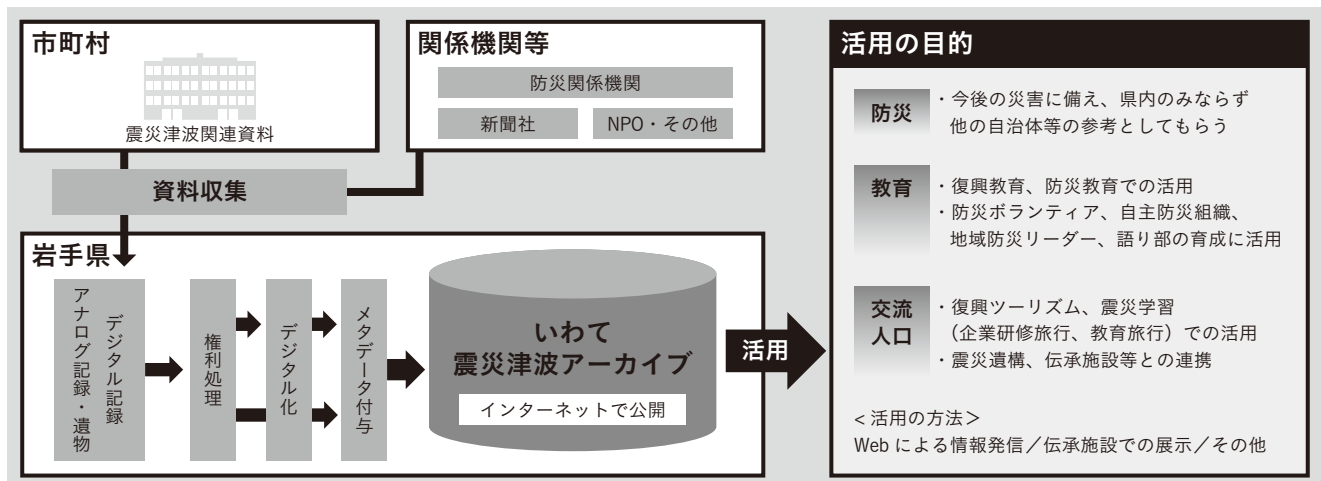 市町村
震災津波関連資料
関係機関等
防災関係機関
新聞社
NPO・その他
資料収集
岩手県
デジタル記録
アナログ記録・遺物
権利処理
デジタル化
メタデータ付与
いわて
震災津波アーカイブ
インターネットで公開
活用
活用の目的
防災
・今後の災害に備え、県内のみならず
他の自治体等の参考としてもらう
教育
・復興教育、防災教育での活用
・防災ボランティア、自主防災組織、
地域防災リーダー、語り部の育成に活用
交流
人口
・復興ツーリズム、震災学習
(企業研修旅行、教育旅行)での活用
・震災遺構、伝承施設等との連携
<活用の方法>
Webによる情報発信/伝承施設での展示/その他